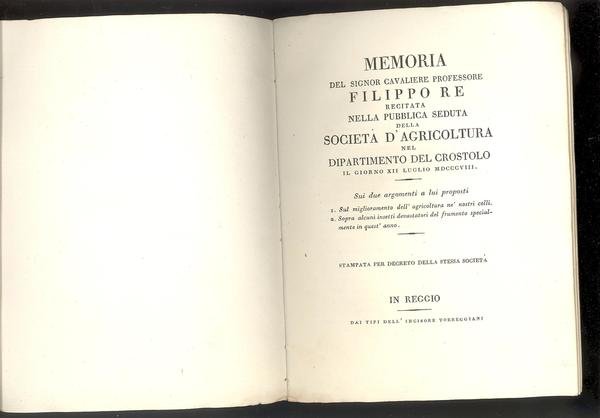 MEMORIA
DEL SIGNOR CAVALIERE PROFESSORE
FILIPPO RE
RECITATA
NELLA PUBBLICA SEDUTA
DELLA
SOCIETÀ D'AGRICOLTURA
NEL
DIPARTIMENTO DEL CROSTOLO
IL GIORNO XII LUGLIO MDCCCVIII.
Sui due argomenti a lui proposti
1. Sul miglioramento dell' agricoltura ne' nostri colli.
2. Sopra alcuni insetti devastatori del frumento special-
mente in quest' anno.
STAMPATA PER DECRETO DELLA STESSA SOCIETÀ
IN REGGIO
DAI TIPI DELL' INCISORE TORREGGIANI